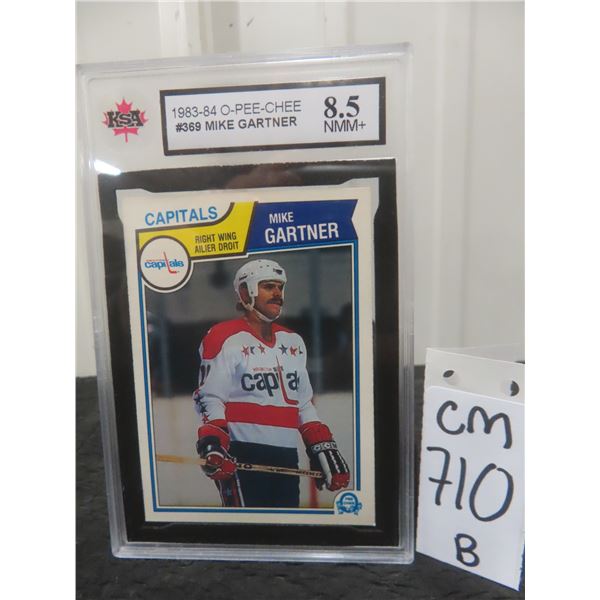 KSA
1983-84 O-PEE-CHEE
#369 MIKE GARTNER
8.5
NMM+
CAPITALS
RIGHT WING
AILIER DROIT
MIKE
GARTNER
capitals
capitals
CM
710
B